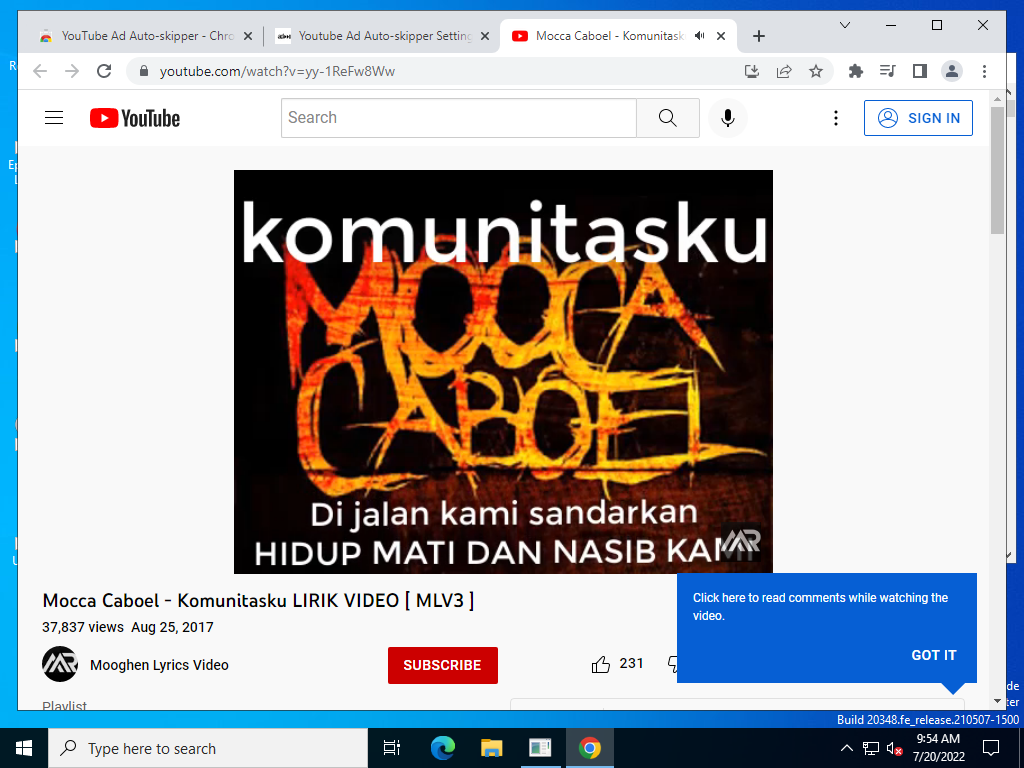 YouTube Ad Auto-skipper - Chro
Youtube Ad Auto-skipper Setting
Mocca Caboel - Komunitask
youtube.com/watch?v=yy-1ReFw8Ww
YouTube
Search
SIGN IN
komunitasku
MOCCA
CABOEL
Di jalan kami sandarkan
HIDUP MATI DAN NASIB KAMI
MR
Mocca Caboel - Komunitasku LIRIK VIDEO [ MLV3 ]
37,837 views Aug 25, 2017
Click here to read comments while watching the
video.
GOT IT
MR
Mooghen Lyrics Video
SUBSCRIBE
231
Playlist
Build 20348.fe_release.210507-1500
Type here to search
9:54 AM
7/20/2022